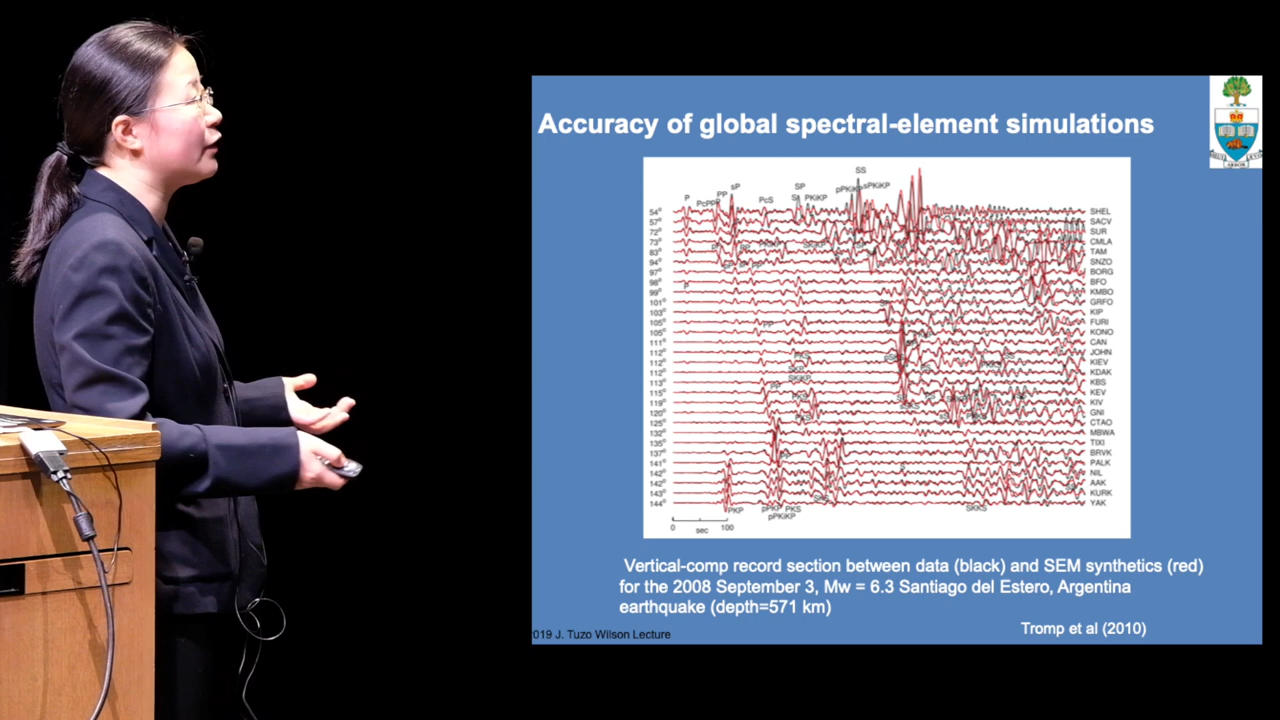 Accuracy of global spectral-element simulations
SS
sP
SP
pPKiKP
sPKiKP
PP
P
PcS
S
PKiKP
PcP
54° SHEL
57° SACV
72° SUR
73° CMLA
83° TAM
94° SNZO
97° BORG
98° BFO
99° KMBO
101° GRFO
103° KIP
105° FURI
105° KONO
111° CAN
112° JOHN
112° KIEV
112° KDAK
113° KBS
115° KEV
119° KIV
120° GNI
125° CTAO
132° MBWA
135° TIXI
137° BRVK
141° PALK
142° NIL
142° AAK
143° KURK
144° YAK
PKP
pPKP
PKS
SKKS
pPKiKP
0 sec 100
Vertical-comp record section between data (black) and SEM synthetics (red)
for the 2008 September 3, Mw = 6.3 Santiago del Estero, Argentina
earthquake (depth=571 km)
Tromp et al (2010)
019 J. Tuzo Wilson Lecture